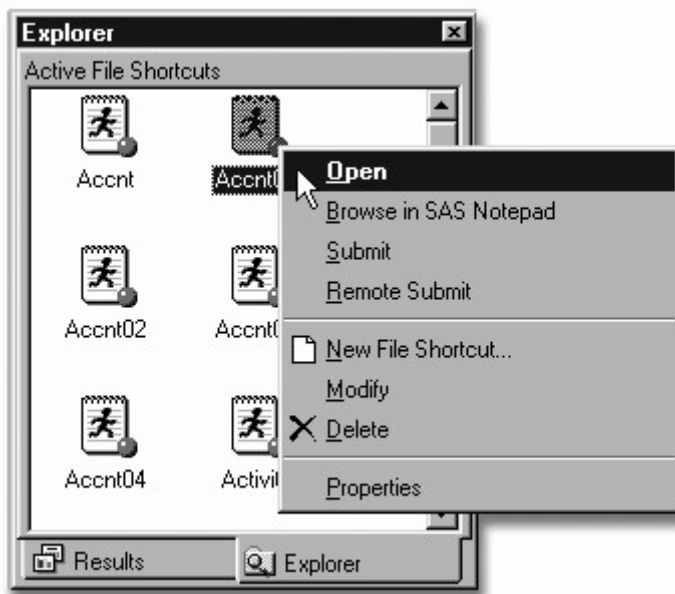 Explorer
Active File Shortcuts
Accnt
Open
Browse in SAS Notepad
Submit
Remote Submit
Accnt02
New File Shortcut...
Modify
Delete
Accnt04
Properties
Results
Explorer